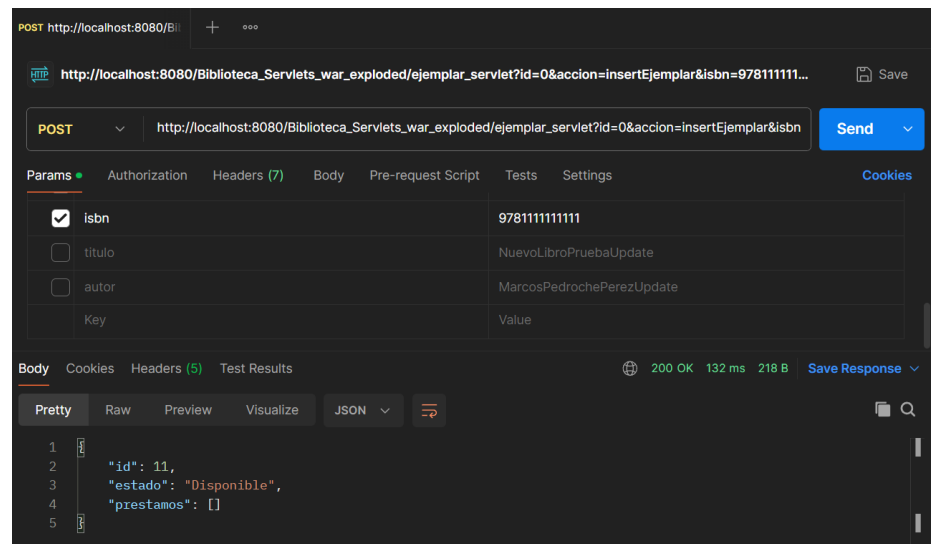 POST http://localhost:8080/Bil
http://localhost:8080/Biblioteca_Servlets_war_exploded/ejemplar_servlet?id=0&accion=insertEjemplar&isbn=978111111... Save
POST http://localhost:8080/Biblioteca_Servlets_war_exploded/ejemplar_servlet?id=0&accion=insertEjemplar&isbn Send
Params Authorization Headers (7) Body Pre-request Script Tests Settings Cookies
isbn 9781111111111
titulo NuevoLibroPruebaUpdate
autor MarcosPedrochePerezUpdate
Key Value
Body Cookies Headers (5) Test Results 200 OK 132 ms 218 B Save Response
Pretty Raw Preview Visualize JSON
1 {
2 "id": 11,
3 "estado": "Disponible",
4 "prestamos": []
5 }